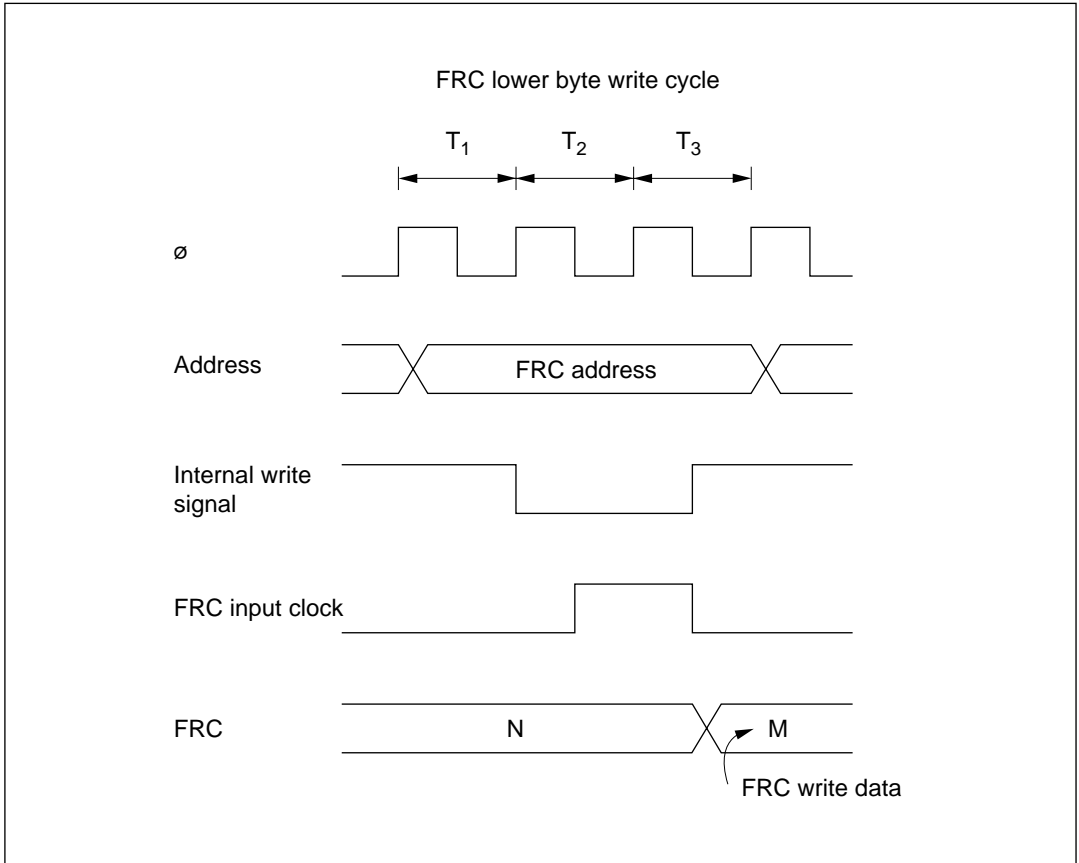 FRC lower byte write cycle
T1 T2 T3
ø
Address
FRC address
Internal write
signal
FRC input clock
FRC
N
M
FRC write data